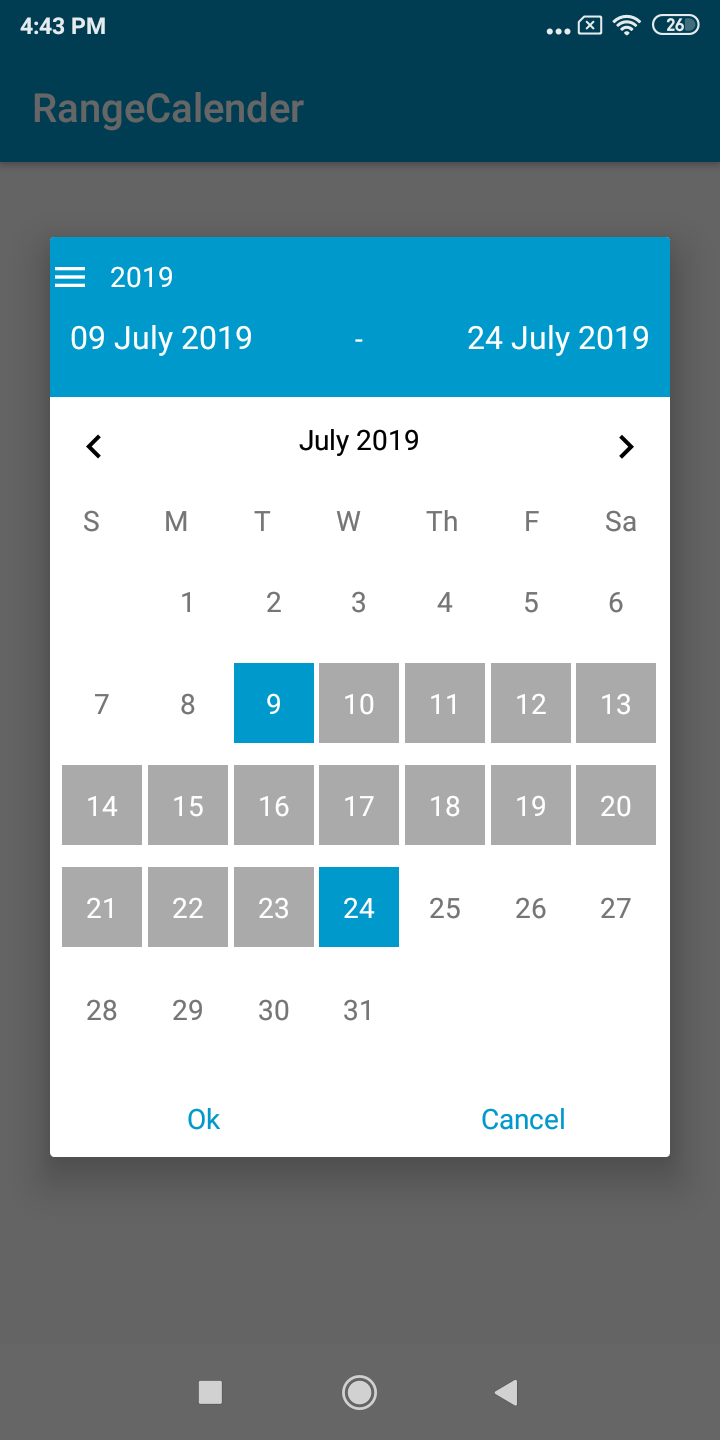 4:43 PM 26
RangeCalender
2019
09 July 2019 - 24 July 2019
July 2019
S M T W Th F Sa
1 2 3 4 5 6
7 8 9 10 11 12 13
14 15 16 17 18 19 20
21 22 23 24 25 26 27
28 29 30 31
Ok Cancel